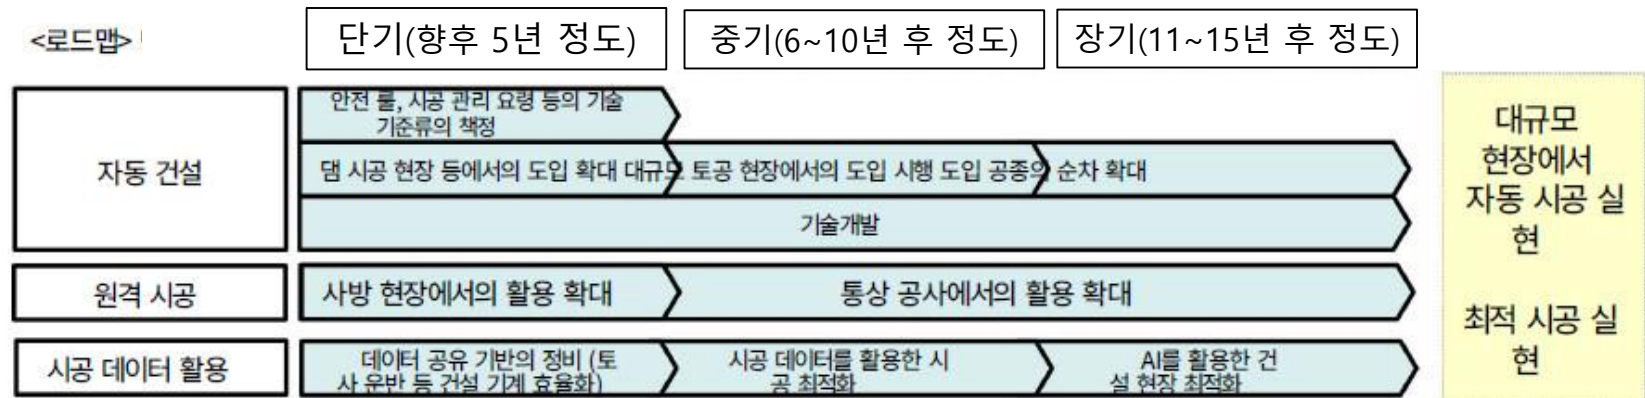 <로드맵>
단기(향후 5년 정도)
중기(6~10년 후 정도)
장기(11~15년 후 정도)
자동 건설
안전 룰, 시공 관리 요령 등의 기술
기준류의 책정
댐 시공 현장 등에서의 도입 확대 대규모 토공 현장에서의 도입 시행 도입 공종의 순차 확대
기술개발
원격 시공
사방 현장에서의 활용 확대
통상 공사에서의 활용 확대
시공 데이터 활용
데이터 공유 기반의 정비 (토
사 운반 등 건설 기계 효율화)
시공 데이터를 활용한 시
공 최적화
AI를 활용한 건
설 현장 최적화
대규모
현장에서
자동 시공 실
현
최적 시공 실
현